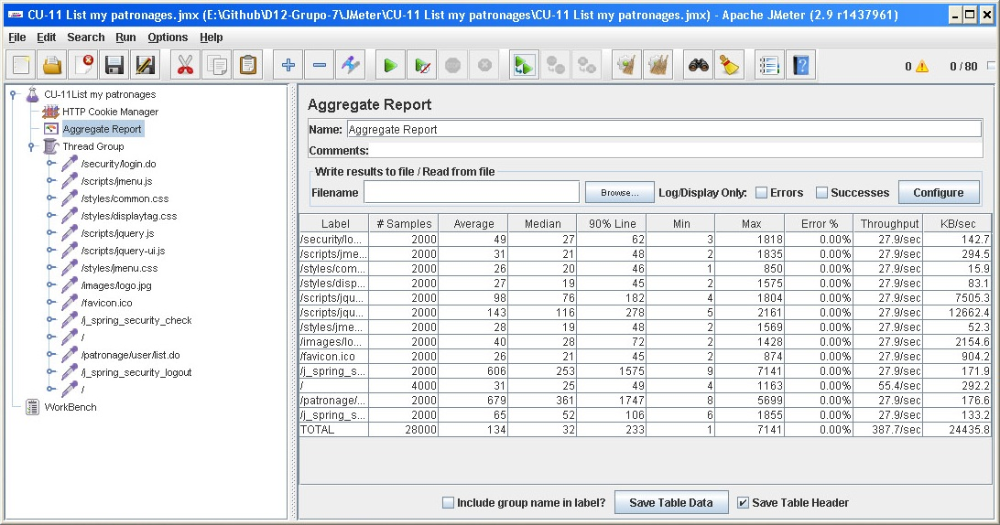 CU-11 List my patronages.jmx (E:\Github\D12-Grupo-7\JMeter\CU-11 List my patronages\CU-11 List my patronages.jmx) - Apache JMeter (2.9 r1437961)
File Edit Search Run Options Help
0 0 / 80
CU-11List my patronages
HTTP Cookie Manager
Aggregate Report
Thread Group
/security/login.do
/scripts/jmenu.js
/styles/common.css
/styles/displaytag.css
/scripts/jquery.js
/scripts/jquery-ui.js
/styles/jmenu.css
/images/logo.jpg
/favicon.ico
/j_spring_security_check
/
/patronage/user/list.do
/j_spring_security_logout
/
WorkBench
Aggregate Report
Name: Aggregate Report
Comments:
Write results to file / Read from file
Filename Browse... Log/Display Only: Errors Successes Configure
Label # Samples Average Median 90% Line Min Max Error % Throughput KB/sec
/security/lo... 2000 49 27 62 3 1818 0.00% 27.9/sec 142.7
/scripts/jme... 2000 31 21 48 2 1835 0.00% 27.9/sec 294.5
/styles/com... 2000 26 20 46 1 850 0.00% 27.9/sec 15.9
/styles/disp... 2000 27 19 45 2 1575 0.00% 27.9/sec 83.1
/scripts/jqu... 2000 98 76 182 4 1804 0.00% 27.9/sec 7505.3
/scripts/jqu... 2000 143 116 278 5 2161 0.00% 27.9/sec 12662.4
/styles/jme... 2000 28 19 48 2 1569 0.00% 27.9/sec 52.3
/images/lo... 2000 40 28 72 2 1428 0.00% 27.9/sec 2154.6
/favicon.ico 2000 26 21 45 2 874 0.00% 27.9/sec 904.2
/j_spring_s... 2000 606 253 1575 9 7141 0.00% 27.9/sec 171.9
/ 4000 31 25 49 4 1163 0.00% 55.4/sec 292.2
/patronage/... 2000 679 361 1747 8 5699 0.00% 27.9/sec 176.6
/j_spring_s... 2000 65 52 106 6 1855 0.00% 27.9/sec 133.2
TOTAL 28000 134 32 233 1 7141 0.00% 387.7/sec 24435.8
Include group name in label? Save Table Data Save Table Header